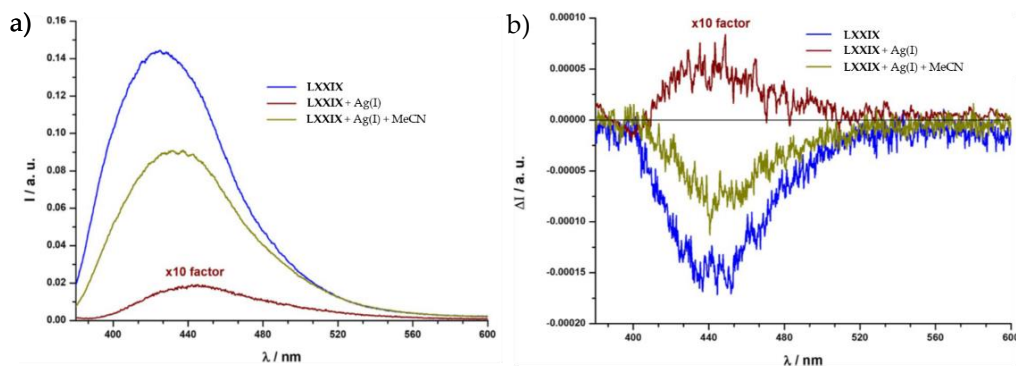 a)
0.16
0.14
0.12
0.10
0.08
0.06
0.04
0.02
0.00
I / a. u.
LXXIX
LXXIX + Ag(I)
LXXIX + Ag(I) + MeCN
x10 factor
400
440
480
520
560
600
λ / nm
b)
0.00010
0.00005
0.00000
-0.00005
-0.00010
-0.00015
-0.00020
ΔI / a. u.
x10 factor
LXXIX
LXXIX + Ag(I)
LXXIX + Ag(I) + MeCN
400
440
480
520
560
600
λ / nm